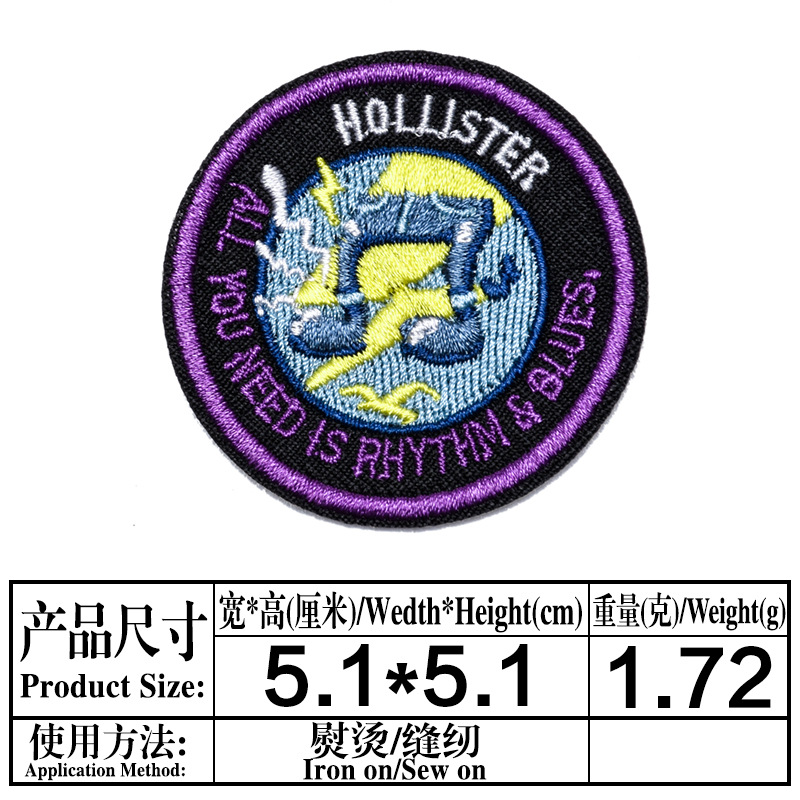 HOLLISTER
ALL YOU NEED IS RHYTHM & BLUES,
产品尺寸
Product Size:
宽*高(厘米)/Wedth*Height(cm)
重量(克)/Weight(g)
5.1*5.1
1.72
使用方法:
Application Method:
熨烫/缝纫
Iron on/Sew on